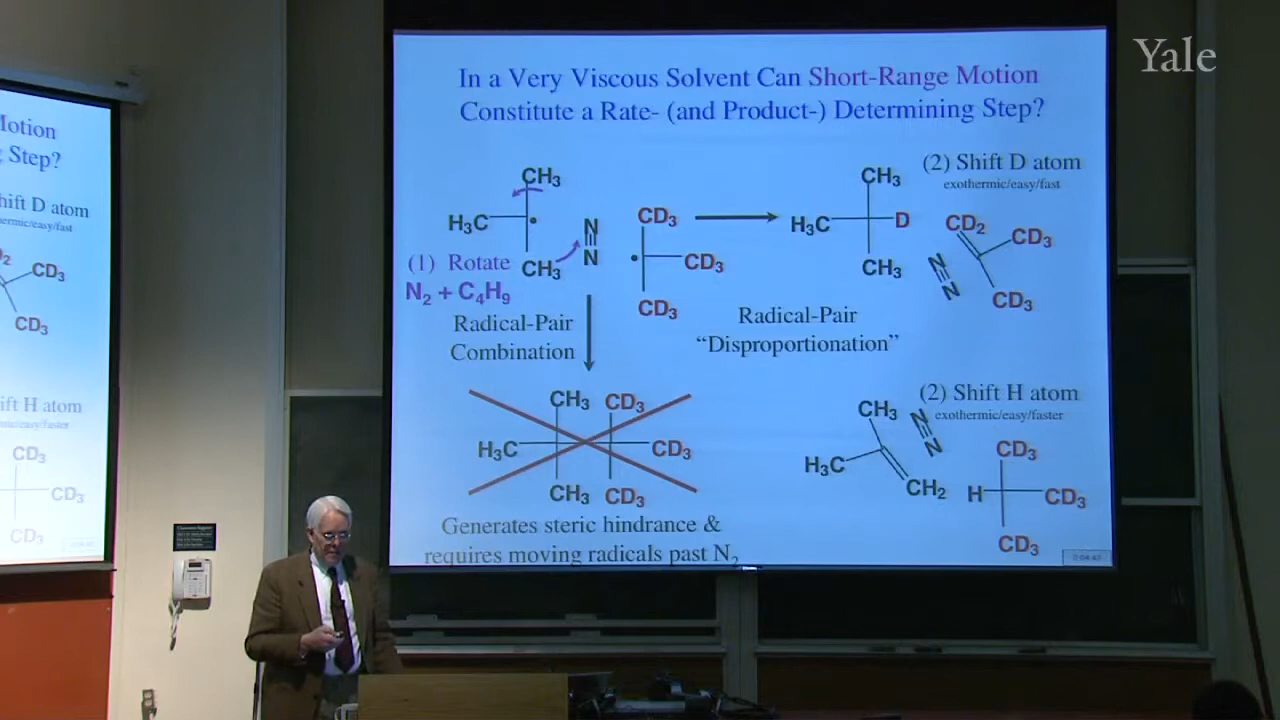 Yale
In a Very Viscous Solvent Can Short-Range Motion
Constitute a Rate- (and Product-) Determining Step?
CH₃
H₃C
CH₃
(1) Rotate
N₂ + C₄H₉
N
N
CD₃
CD₃
CD₃
Radical-Pair
Combination
CH₃
H₃C
D
CH₃
(2) Shift D atom
exothermic/easy/fast
CD₂
CD₃
CD₃
N
N
Radical-Pair
“Disproportionation”
CH₃ CD₃
H₃C CD₃
CH₃ CD₃
Generates steric hindrance &
requires moving radicals past N₂
(2) Shift H atom
exothermic/easy/faster
CH₃
H₃C
CH₂
N
N
CD₃
H CD₃
CD₃
Motion
Step?
hift D atom
ermic/easy/fast
CD₃
CD₃
ift H atom
CD₃
CD₃
CD₃